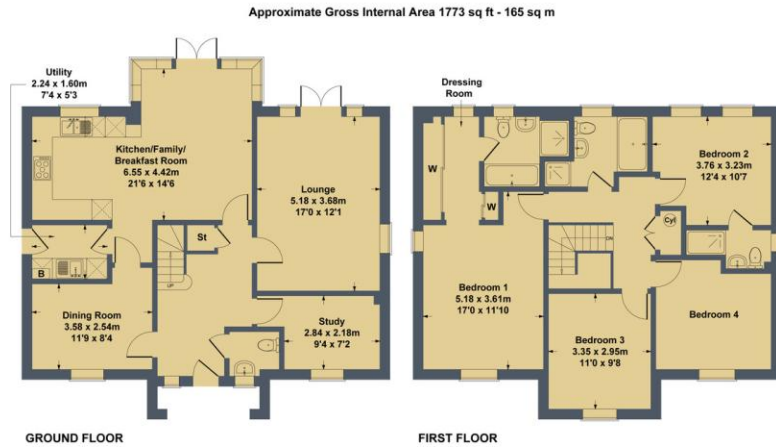 Approximate Gross Internal Area 1773 sq ft - 165 sq m
Utility
2.24 x 1.60m
7'4 x 5'3
Kitchen/Family/
Breakfast Room
6.55 x 4.42m
21'6 x 14'6
Lounge
5.18 x 3.68m
17'0 x 12'1
St
B
UP
Dining Room
3.58 x 2.54m
11'9 x 8'4
Study
2.84 x 2.18m
9'4 x 7'2
GROUND FLOOR
Dressing
Room
W
W
Bedroom 2
3.76 x 3.23m
12'4 x 10'7
Cyl
DN
Bedroom 1
5.18 x 3.61m
17'0 x 11'10
Bedroom 3
3.35 x 2.95m
11'0 x 9'8
Bedroom 4
FIRST FLOOR